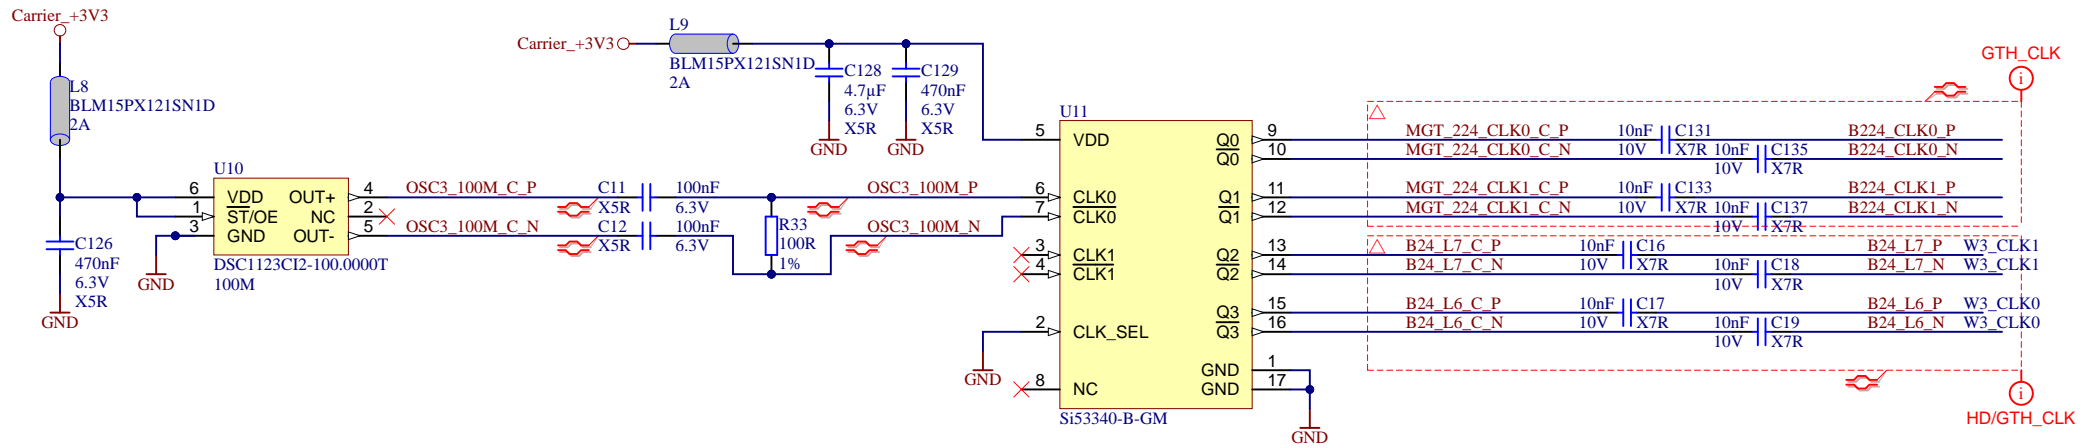 Carrier_+3V3
L8
BLM15PX121SN1D
2A
C126
470nF
6.3V
X5R
GND
U10
6 VDD OUT+ 4
1 ST/OE NC 2
3 GND OUT- 5
DSC1123CI2-100.0000T
100M
GND
OSC3_100M_C_P
OSC3_100M_C_N
C11 100nF
X5R 6.3V
C12 100nF
X5R 6.3V
R33
100R
1%
OSC3_100M_P
OSC3_100M_N
Carrier_+3V3
L9
BLM15PX121SN1D
2A
C128
4.7µF
6.3V
X5R
GND
C129
470nF
6.3V
X5R
GND
U11
5 VDD Q0 9
Q0 10
6 CLK0 Q1 11
7 CLK0 Q1 12
3 CLK1 Q2 13
4 CLK1 Q2 14
Q3 15
2 CLK_SEL Q3 16
GND 1
8 NC GND 17
Si53340-B-GM
GND
GND
GTH_CLK
i
MGT_224_CLK0_C_P 10nF C131 B224_CLK0_P
10V X7R
MGT_224_CLK0_C_N 10nF C135 B224_CLK0_N
10V X7R
MGT_224_CLK1_C_P 10nF C133 B224_CLK1_P
10V X7R
MGT_224_CLK1_C_N 10nF C137 B224_CLK1_N
10V X7R
B24_L7_C_P 10nF C16 B24_L7_P W3_CLK1
10V X7R
B24_L7_C_N 10nF C18 B24_L7_N W3_CLK1
10V X7R
B24_L6_C_P 10nF C17 B24_L6_P W3_CLK0
10V X7R
B24_L6_C_N 10nF C19 B24_L6_N W3_CLK0
10V X7R
i
HD/GTH_CLK